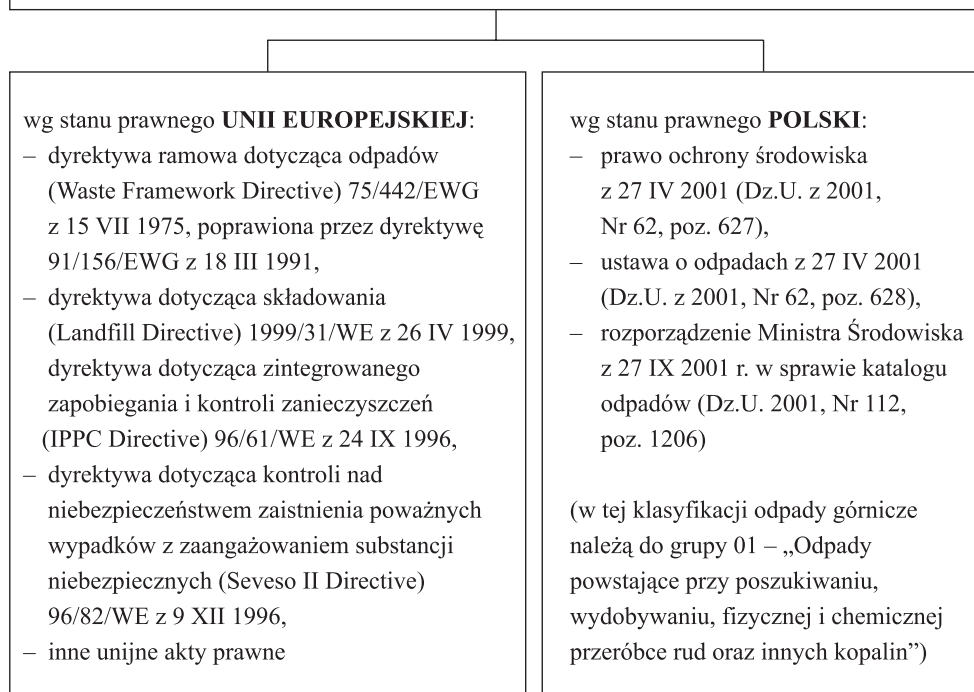 wg stanu prawnego UNII EUROPEJSKIEJ:
– dyrektywa ramowa dotycząca odpadów
(Waste Framework Directive) 75/442/EWG
z 15 VII 1975, poprawiona przez dyrektywę
91/156/EWG z 18 III 1991,
– dyrektywa dotycząca składowania
(Landfill Directive) 1999/31/WE z 26 IV 1999,
dyrektywa dotycząca zintegrowanego
zapobiegania i kontroli zanieczyszczeń
(IPPC Directive) 96/61/WE z 24 IX 1996,
– dyrektywa dotycząca kontroli nad
niebezpieczeństwem zaistnienia poważnych
wypadków z zaangażowaniem substancji
niebezpiecznych (Seveso II Directive)
96/82/WE z 9 XII 1996,
– inne unijne akty prawne
wg stanu prawnego POLSKI:
– prawo ochrony środowiska
z 27 IV 2001 (Dz.U. z 2001,
Nr 62, poz. 627),
– ustawa o odpadach z 27 IV 2001
(Dz.U. z 2001, Nr 62, poz. 628),
– rozporządzenie Ministra Środowiska
z 27 IX 2001 r. w sprawie katalogu
odpadów (Dz.U. 2001, Nr 112,
poz. 1206)
(w tej klasyfikacji odpady górnicze
należą do grupy 01 – „Odpady
powstające przy poszukiwaniu,
wydobywaniu, fizycznej i chemicznej
przeróbce rud oraz innych kopalin”)